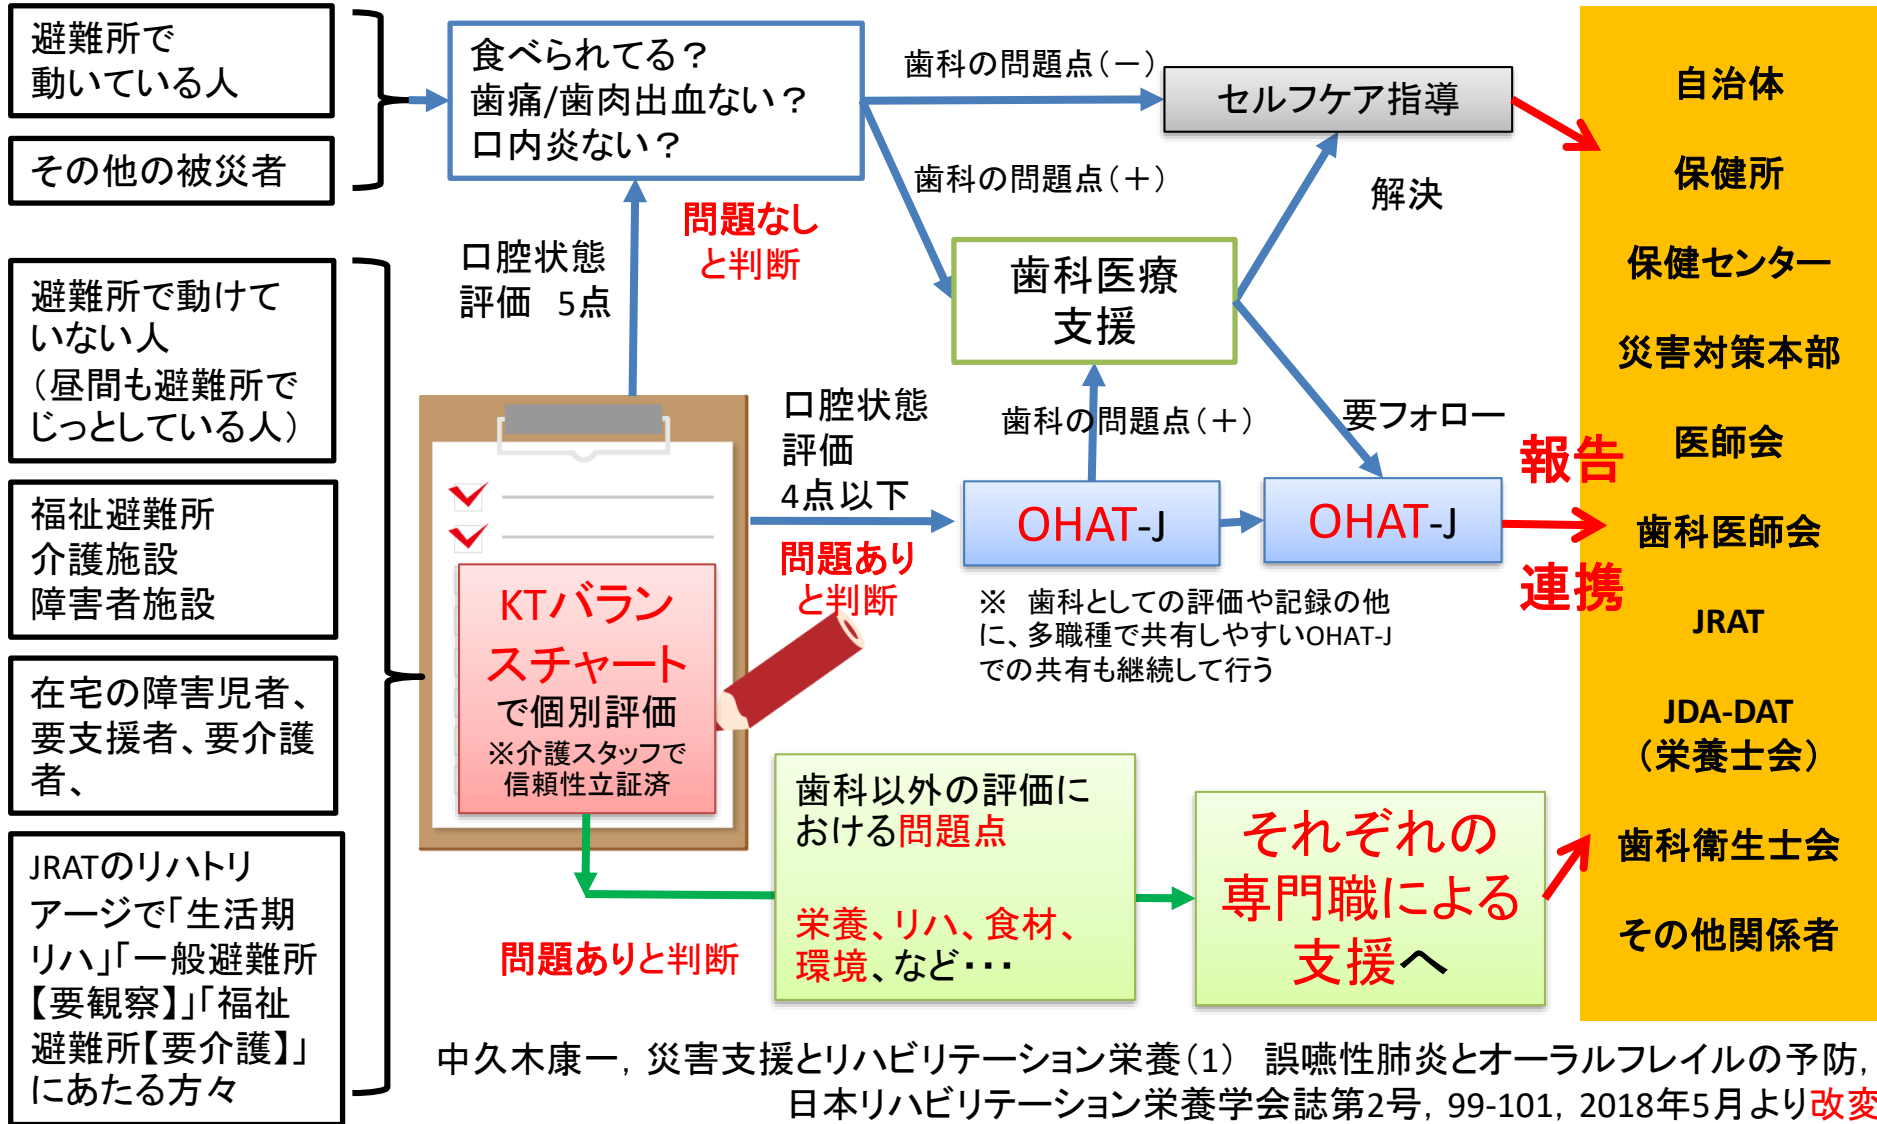 避難所で
動いている人
その他の被災者
避難所で動けて
いない人
（昼間も避難所で
じっとしている人）
福祉避難所
介護施設
障害者施設
在宅の障害児者、
要支援者、要介護
者、
JRATのリハトリ
アージで「生活期
リハ」「一般避難所
【要観察】」「福祉
避難所【要介護】」
にあたる方々
食べられてる？
歯痛/歯肉出血ない？
口内炎ない？
口腔状態
評価　5点
問題なし
と判断
歯科の問題点（－）
歯科の問題点（＋）
セルフケア指導
解決
歯科医療
支援
口腔状態
評価
4点以下
問題あり
と判断
歯科の問題点（＋）
要フォロー
OHAT-J
OHAT-J
※　歯科としての評価や記録の他
に、多職種で共有しやすいOHAT-J
での共有も継続して行う
KTバラン
スチャート
で個別評価
※介護スタッフで
信頼性立証済
問題ありと判断
歯科以外の評価に
おける問題点
栄養、リハ、食材、
環境、など・・・
それぞれの
専門職による
支援へ
報告
連携
自治体
保健所
保健センター
災害対策本部
医師会
歯科医師会
JRAT
JDA-DAT
（栄養士会）
歯科衛生士会
その他関係者
中久木康一，災害支援とリハビリテーション栄養（1）　誤嚥性肺炎とオーラルフレイルの予防，
日本リハビリテーション栄養学会誌第2号，99-101，2018年5月より改変